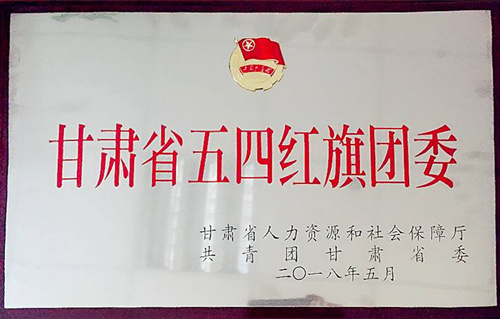 甘肃省五四红旗团委
甘肃省人力资源和社会保障厅
共青团甘肃省委
二〇一八年五月